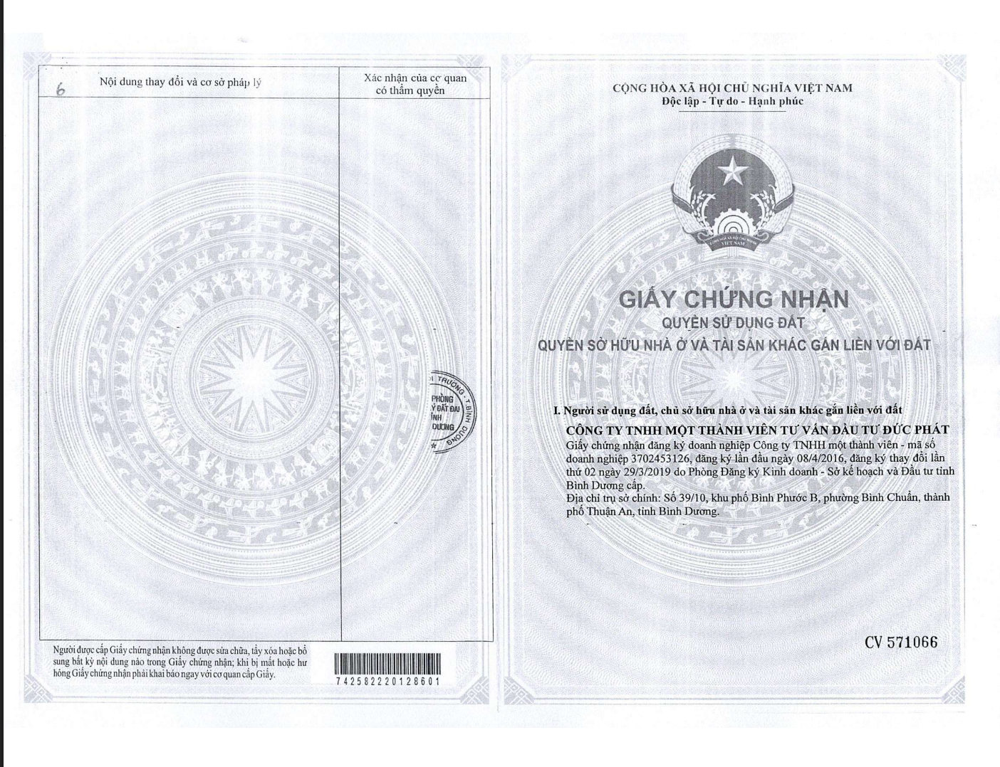 6
Nội dung thay đổi và cơ sở pháp lý
Xác nhận của cơ quan
có thẩm quyền
I TRƯỜNG - T.BÌNH DƯƠNG
PHÒNG
Ý ĐẤT ĐAI
ỈNH
DƯƠNG
Người được cấp Giấy chứng nhận không được sửa chữa, tẩy xóa hoặc bổ
sung bất kỳ nội dung nào trong Giấy chứng nhận; khi bị mất hoặc hư
hỏng Giấy chứng nhận phải khai báo ngay với cơ quan cấp Giấy.
742582220128601
CỘNG HÒA XÃ HỘI CHỦ NGHĨA VIỆT NAM
Độc lập - Tự do - Hạnh phúc
CỘNG HÒA XÃ HỘI CHỦ NGHĨA
VIỆT NAM
GIẤY CHỨNG NHẬN
QUYỀN SỬ DỤNG ĐẤT
QUYỀN SỞ HỮU NHÀ Ở VÀ TÀI SẢN KHÁC GẮN LIỀN VỚI ĐẤT
I. Người sử dụng đất, chủ sở hữu nhà ở và tài sản khác gắn liền với đất
CÔNG TY TNHH MỘT THÀNH VIÊN TƯ VẤN ĐẦU TƯ ĐỨC PHÁT
Giấy chứng nhận đăng ký doanh nghiệp Công ty TNHH một thành viên - mã số
doanh nghiệp 3702453126, đăng ký lần đầu ngày 08/4/2016, đăng ký thay đổi lần
thứ 02 ngày 29/3/2019 do Phòng Đăng ký Kinh doanh - Sở kế hoạch và Đầu tư tỉnh
Bình Dương cấp.
Địa chỉ trụ sở chính: Số 39/10, khu phố Bình Phước B, phường Bình Chuẩn, thành
phố Thuận An, tỉnh Bình Dương.
CV 571066